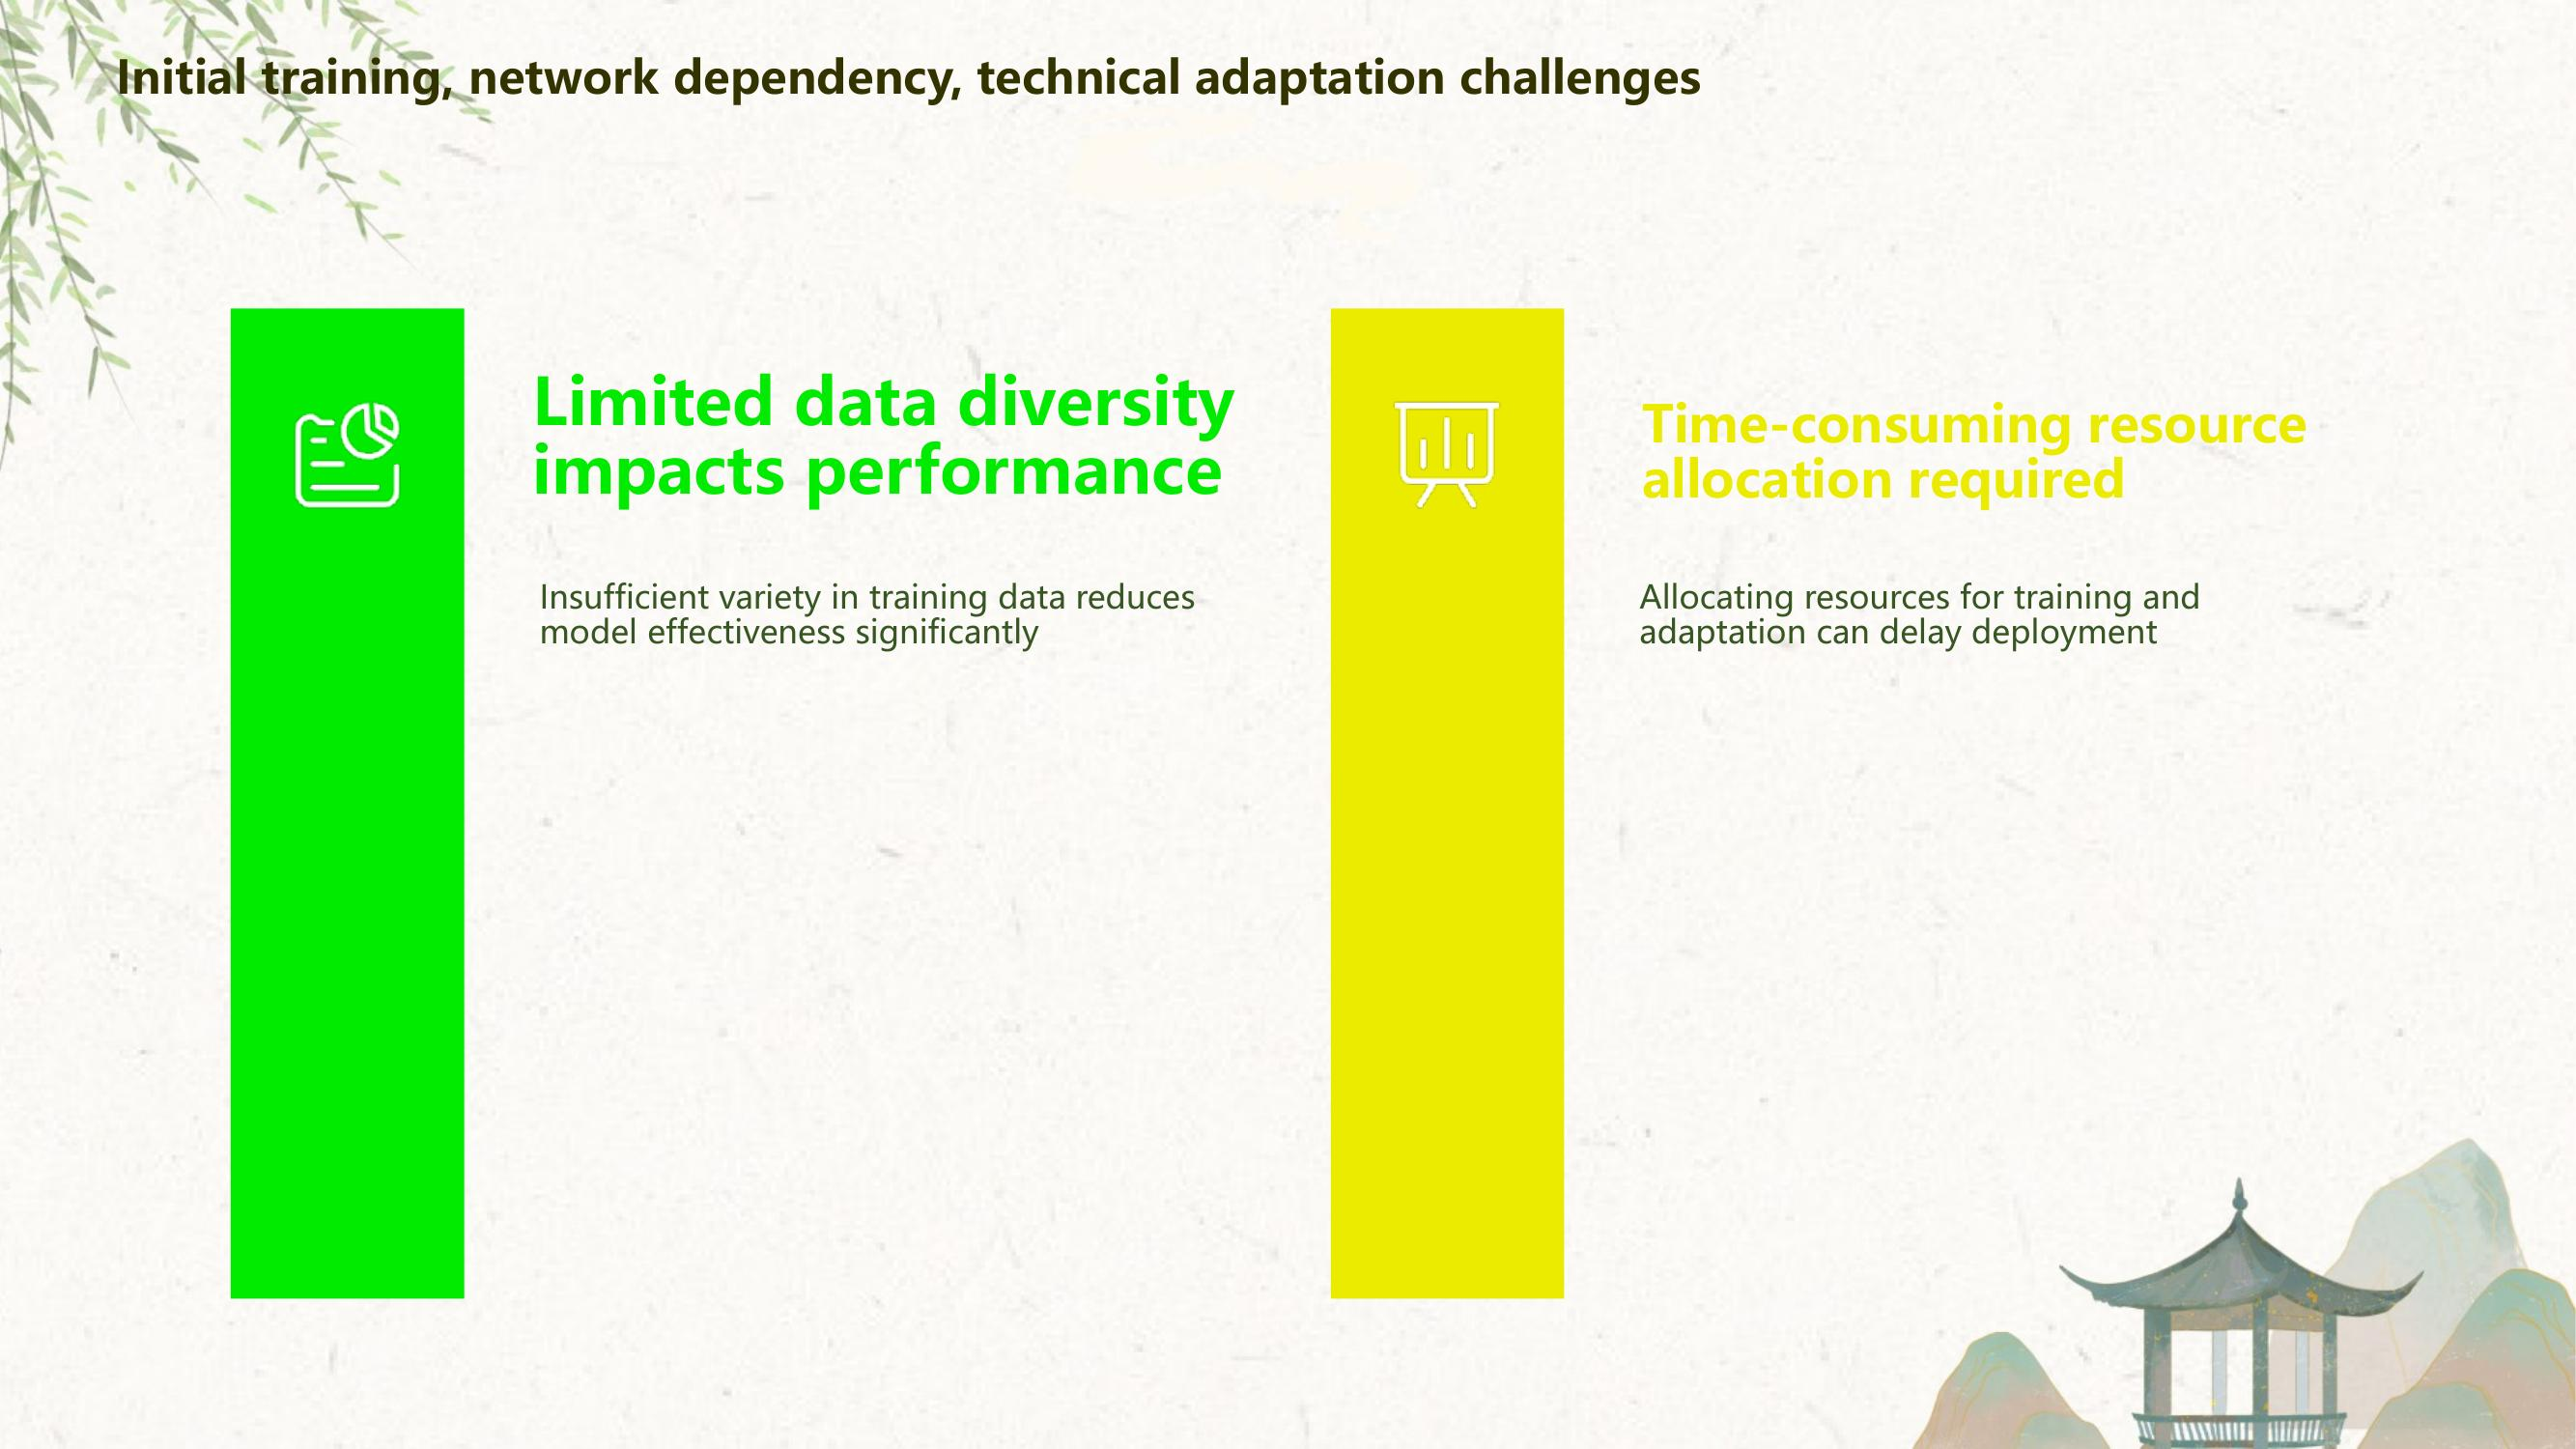 Initial training, network dependency, technical adaptation challenges
Limited data diversity
impacts performance
Insufficient variety in training data reduces
model effectiveness significantly
Time-consuming resource
allocation required
Allocating resources for training and
adaptation can delay deployment